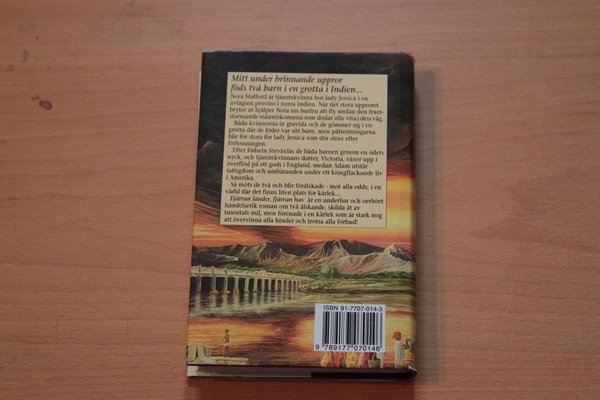 Mitt under brinnande uppror
föds två barn i en grotta i Indien...
Nora Stafford är tjänstekvinna hos lady Jessica i en
avlägsen provins i norra Indien. När det stora upproret
bryter ut hjälper Nora sin husfru att fly undan den fram-
stormande människomassa som dödar alla vita i dess väg.
Båda kvinnorna är gravida och de gömmer sig i en
grotta där de föder var sitt barn, men påfrestningarna
blir för stora för lady Jessica som dör strax efter
förlossningen.
Efter födseln förväxlas de båda barnen genom en ödets
nyck, och tjänstekvinnans dotter, Victoria, växer upp i
överflöd på ett gods i England, medan Adam utstår
fattigdom och umbäranden under ett kringflackande liv
i Amerika.
Så möts de två och blir förälskade - mot alla odds, i en
värld där det finns liten plats för kärlek...
Fjärran länder, fjärran hav är en underbar och oerhört
händelserik roman om två älskande, skilda åt av
tusentals mil, men förenade i en kärlek som är stark nog
att övervinna alla hinder och trotsa alla förbud!
ISBN 91-7707-014-3
9 789177 070146